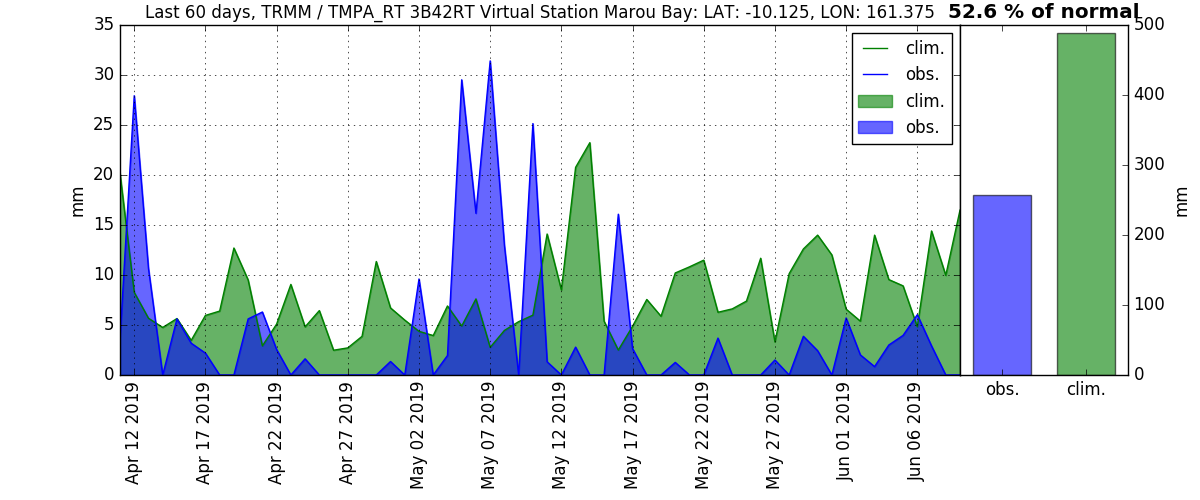 Last 60 days, TRMM / TMPA_RT 3B42RT Virtual Station Marou Bay: LAT: -10.125, LON: 161.375
52.6 % of normal
35
30
25
20
15
10
5
0
mm
clim.
obs.
clim.
obs.
Apr 12 2019
Apr 17 2019
Apr 22 2019
Apr 27 2019
May 02 2019
May 07 2019
May 12 2019
May 17 2019
May 22 2019
May 27 2019
Jun 01 2019
Jun 06 2019
500
400
300
200
100
0
mm
obs.
clim.